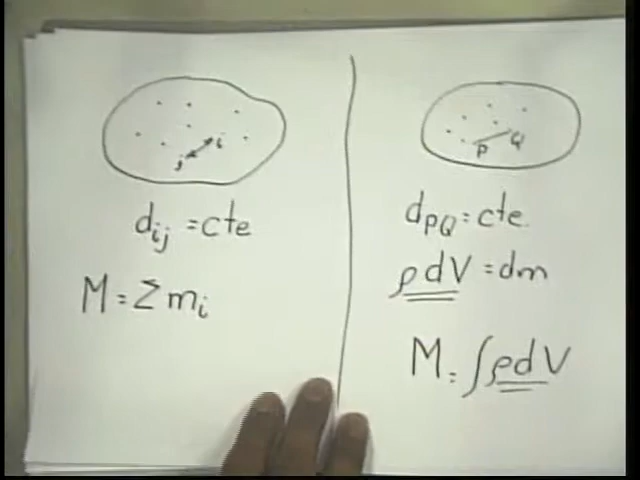 i
j
d_ij = cte
M = Σ m_i
P Q
d_PQ = cte.
ρdV = dm
M = ∫ρdV